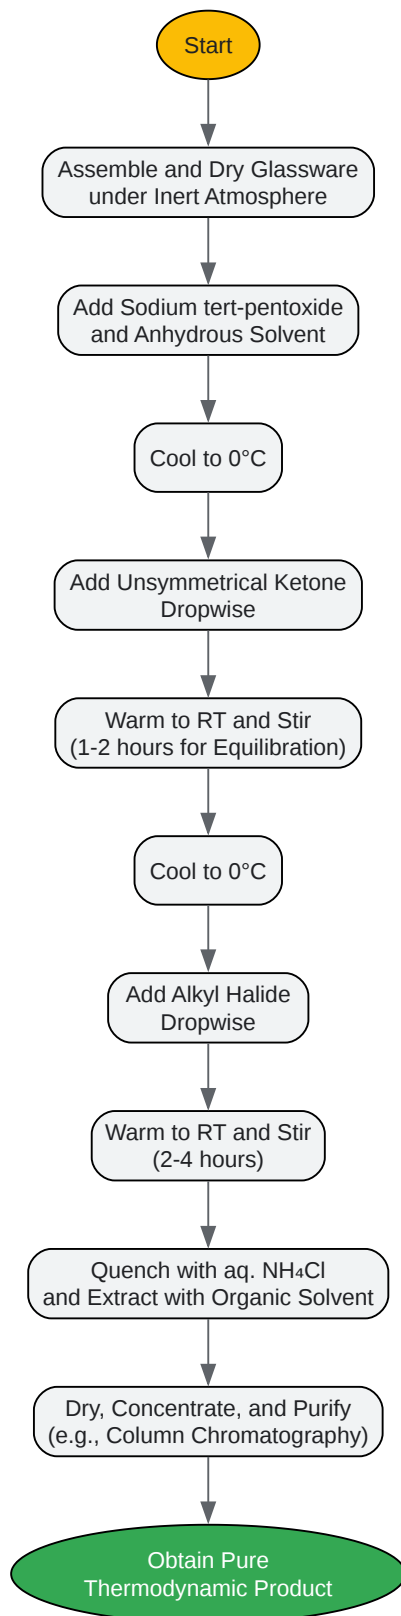 Start
Assemble and Dry Glassware
under Inert Atmosphere
Add Sodium tert-pentoxide
and Anhydrous Solvent
Cool to 0°C
Add Unsymmetrical Ketone
Dropwise
Warm to RT and Stir
(1-2 hours for Equilibration)
Cool to 0°C
Add Alkyl Halide
Dropwise
Warm to RT and Stir
(2-4 hours)
Quench with aq. NH₄Cl
and Extract with Organic Solvent
Dry, Concentrate, and Purify
(e.g., Column Chromatography)
Obtain Pure
Thermodynamic Product